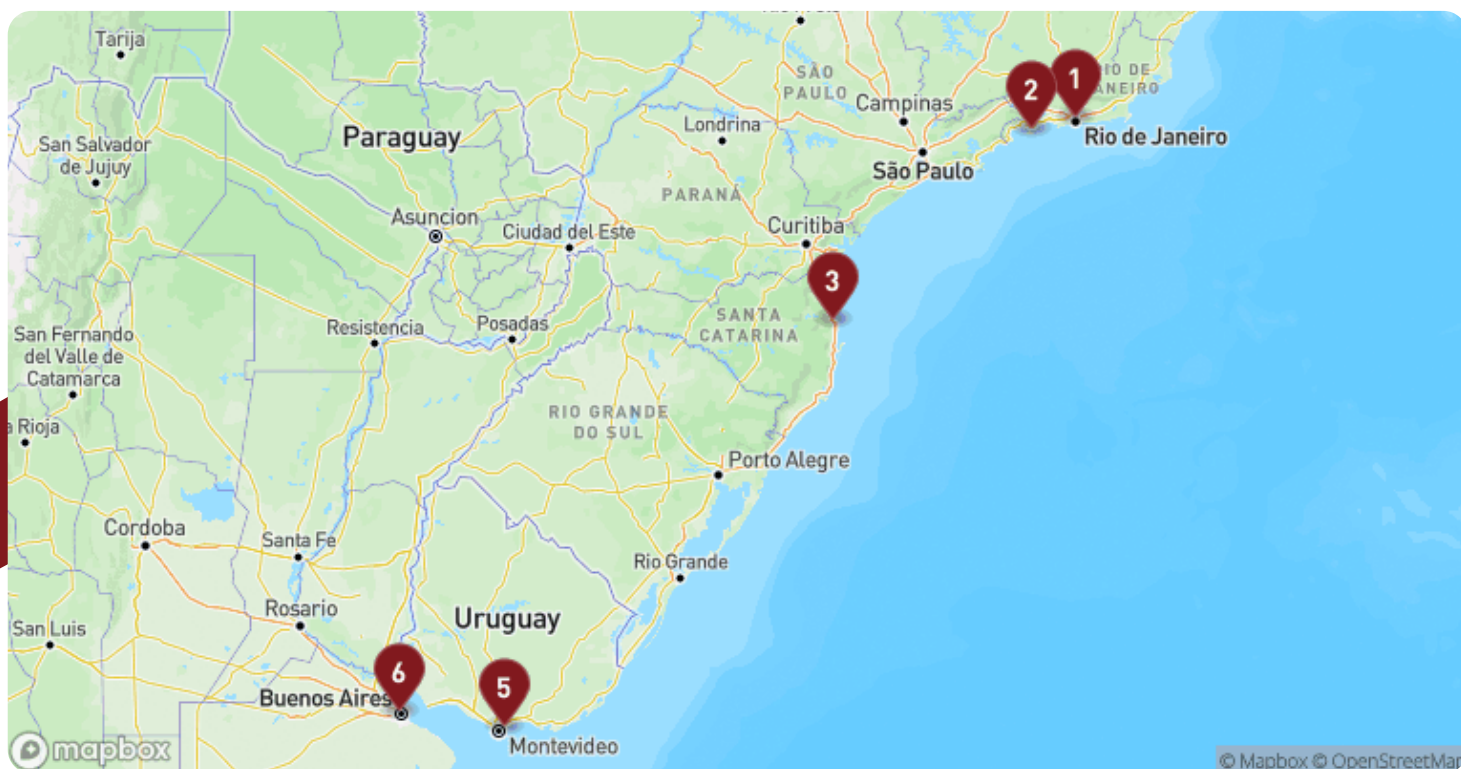 Tarija
SÃO
PAULO
2
1
RIO DE
JANEIRO
Campinas
Londrina
Rio de Janeiro
Paraguay
San Salvador
de Jujuy
São Paulo
PARANÁ
Asuncion
Ciudad del Este
Curitiba
3
SANTA
CATARINA
Resistencia
Posadas
San Fernando
del Valle de
Catamarca
a Rioja
RIO GRANDE
DO SUL
Porto Alegre
Cordoba
Santa Fe
Rio Grande
Rosario
Uruguay
San Luis
6
5
Buenos Aires
Montevideo
mapbox
© Mapbox © OpenStreetMap